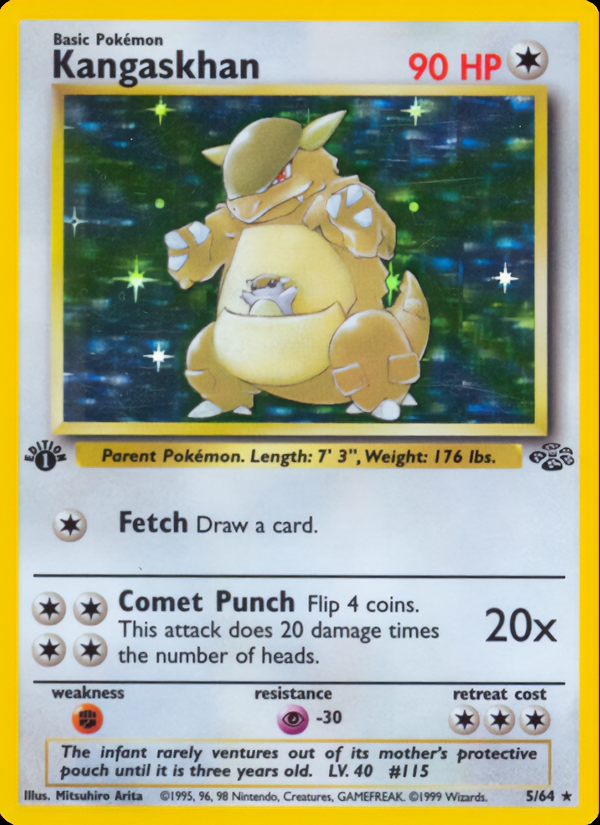 Basic Pokémon
Kangaskhan
90 HP
EDITION
1
Parent Pokémon. Length: 7' 3", Weight: 176 lbs.
Fetch Draw a card.
Comet Punch Flip 4 coins.
This attack does 20 damage times
the number of heads.
20x
weakness
resistance
retreat cost
-30
The infant rarely ventures out of its mother's protective
pouch until it is three years old. LV. 40 #115
Illus. Mitsuhiro Arita ©1995, 96, 98 Nintendo, Creatures, GAMEFREAK. ©1999 Wizards. 5/64 ★